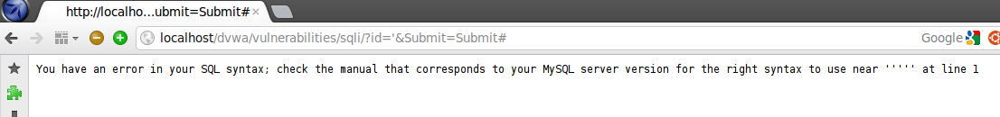 http://localho...ubmit=Submit#
localhost/dvwa/vulnerabilities/sqli/?id='&Submit=Submit#
Google
You have an error in your SQL syntax; check the manual that corresponds to your MySQL server version for the right syntax to use near ''''' at line 1